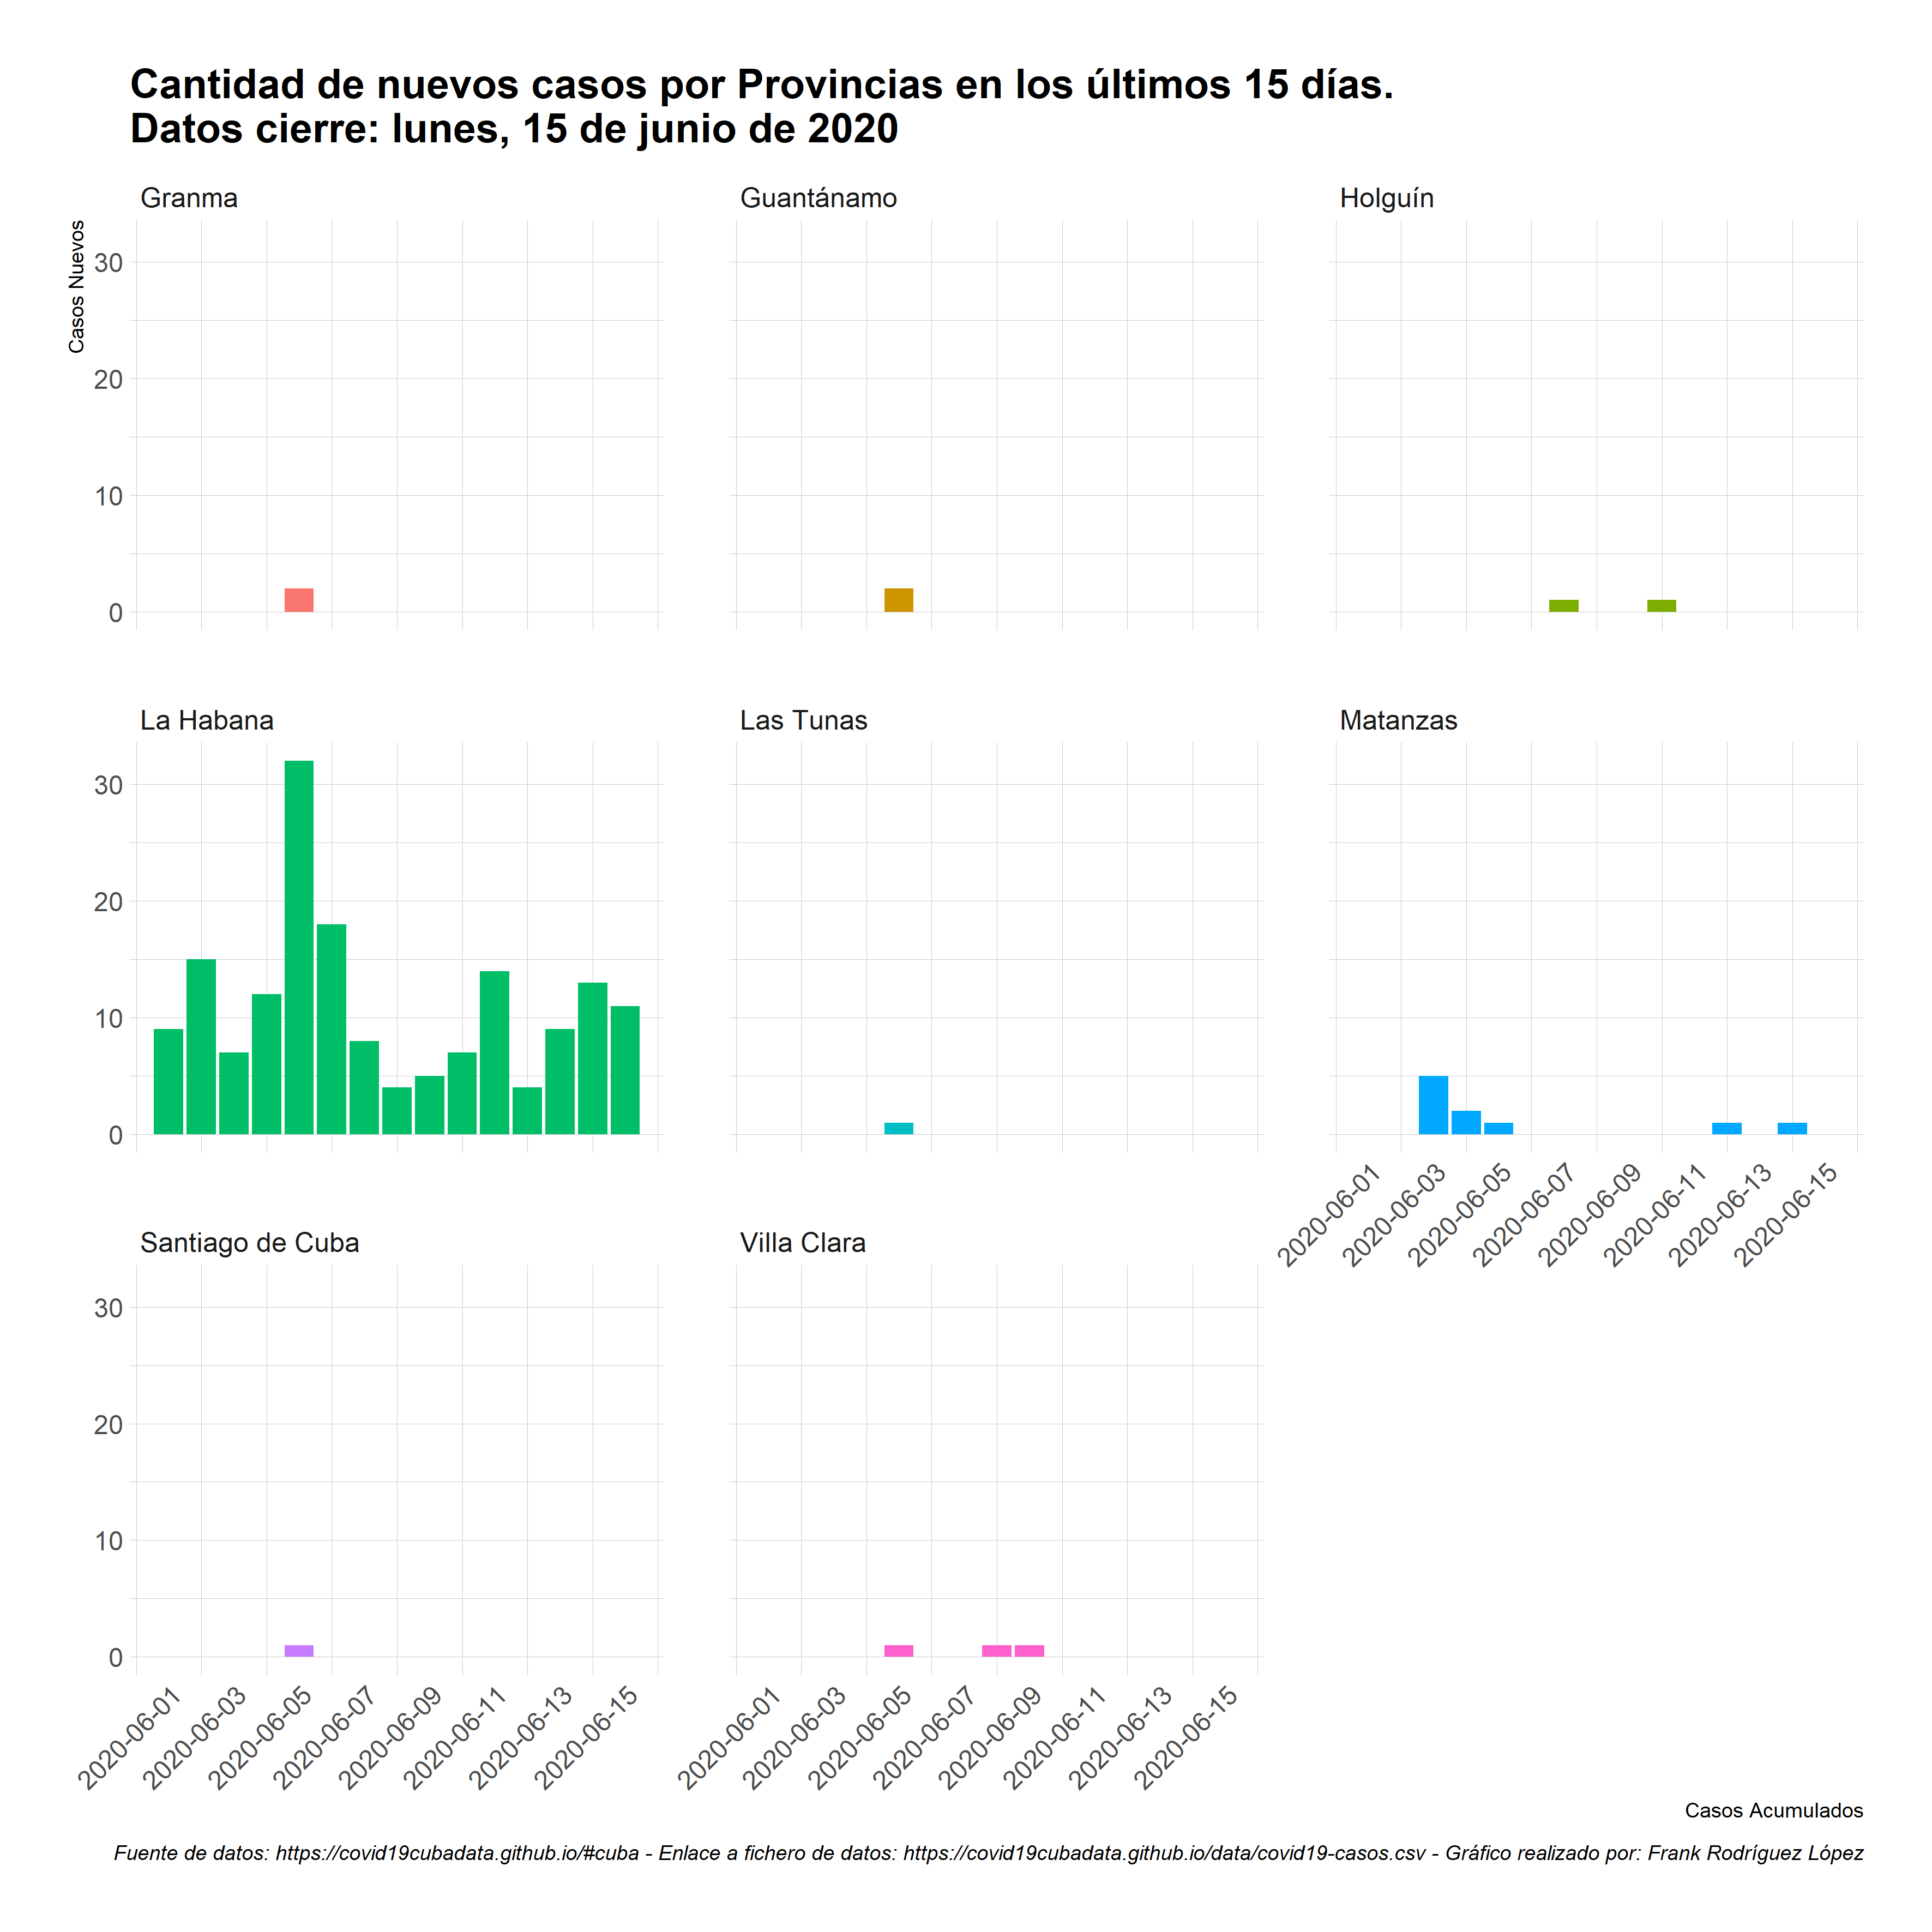 Cantidad de nuevos casos por Provincias en los últimos 15 días.
Datos cierre: lunes, 15 de junio de 2020
Granma
Guantánamo
Holguín
Casos Nuevos
30
20
10
0
La Habana
Las Tunas
Matanzas
30
20
10
0
2020-06-01
2020-06-03
2020-06-05
2020-06-07
2020-06-09
2020-06-11
2020-06-13
2020-06-15
Santiago de Cuba
Villa Clara
30
20
10
0
2020-06-01
2020-06-03
2020-06-05
2020-06-07
2020-06-09
2020-06-11
2020-06-13
2020-06-15
2020-06-01
2020-06-03
2020-06-05
2020-06-07
2020-06-09
2020-06-11
2020-06-13
2020-06-15
Casos Acumulados
Fuente de datos: https://covid19cubadata.github.io/#cuba - Enlace a fichero de datos: https://covid19cubadata.github.io/data/covid19-casos.csv - Gráfico realizado por: Frank Rodríguez López